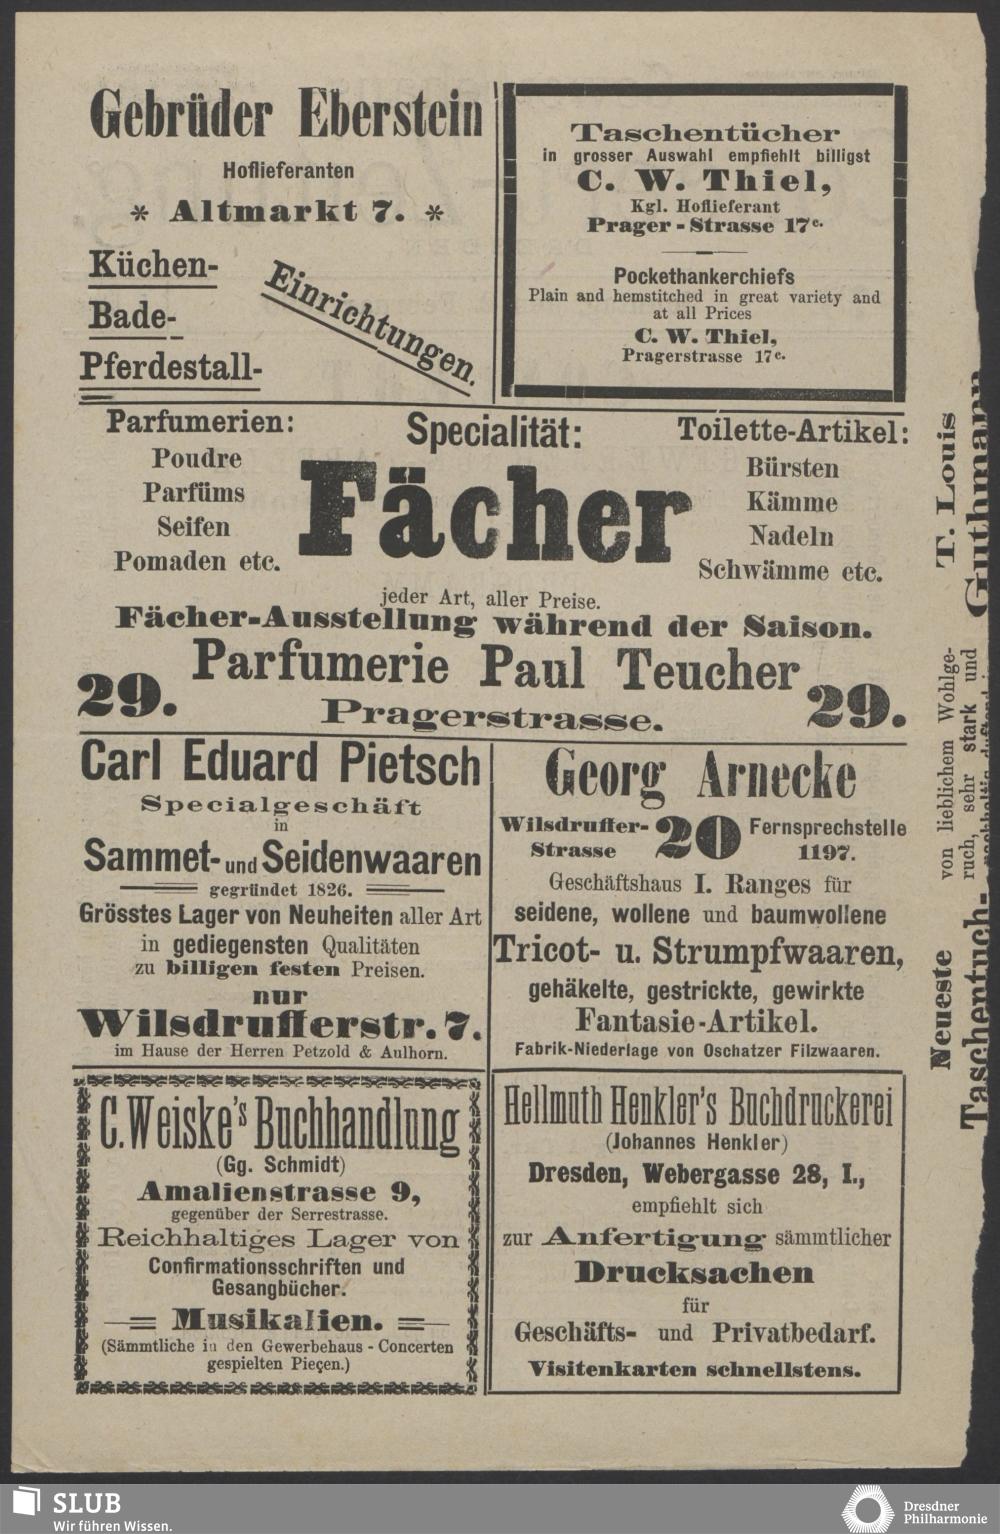 Gebrüder Eberstein
Hoflieferanten
* Altmarkt 7. *
Küchen-
Bade-
Pferdestall-
Einrichtungen.
Taschentücher
in grosser Auswahl empfiehlt billigst
C. W. Thiel,
Kgl. Hoflieferant
Prager - Strasse 17c.
Pockethankerchiefs
Plain and hemstitched in great variety and
at all Prices
C. W. Thiel,
Pragerstrasse 17c.
Parfumerien:
Poudre
Parfüms
Seifen
Pomaden etc.
Specialität:
Fächer
jeder Art, aller Preise.
Toilette-Artikel:
Bürsten
Kämme
Nadeln
Schwämme etc.
Fächer-Ausstellung während der Saison.
29. Parfumerie Paul Teucher 29.
Pragerstrasse.
Carl Eduard Pietsch
Specialgeschäft
in
Sammet- und Seidenwaaren
gegründet 1826.
Grösstes Lager von Neuheiten aller Art
in gediegensten Qualitäten
zu billigen festen Preisen.
nur
Wilsdrufferstr. 7.
im Hause der Herren Petzold & Aulhorn.
Georg Arnecke
Wilsdruffer-Strasse 20 Fernsprechstelle 1197.
Geschäftshaus I. Ranges für
seidene, wollene und baumwollene
Tricot- u. Strumpfwaaren,
gehäkelte, gestrickte, gewirkte
Fantasie-Artikel.
Fabrik-Niederlage von Oschatzer Filzwaaren.
C. Weiske's Buchhandlung
(Gg. Schmidt)
Amalienstrasse 9,
gegenüber der Serrestrasse.
Reichhaltiges Lager von
Confirmationsschriften und
Gesangbücher.
Musikalien.
(Sämmtliche in den Gewerbehaus - Concerten
gespielten Pieçen.)
Hellmuth Henkler's Buchdruckerei
(Johannes Henkler)
Dresden, Webergasse 28, I.,
empfiehlt sich
zur Anfertigung sämmtlicher
Drucksachen
für
Geschäfts- und Privatbedarf.
Visitenkarten schnellstens.
Neueste
Taschentuch-
von lieblichem Wohlge-
ruch, sehr stark und
T. Louis
Guthmann
SLUB
Wir führen Wissen.
Dresdner
Philharmonie